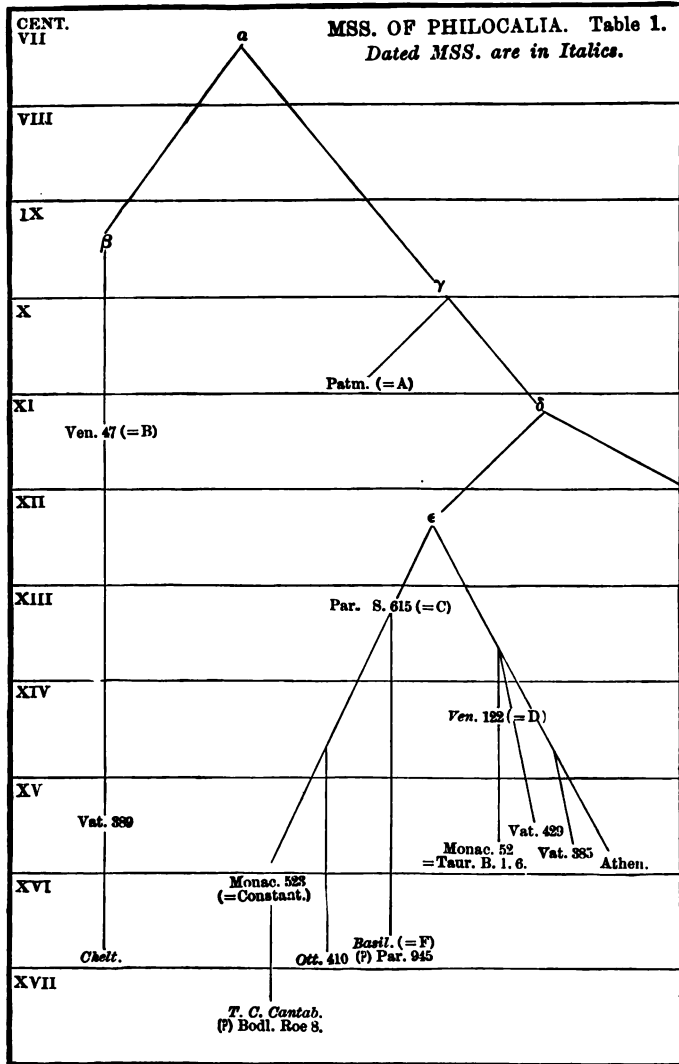 CENT.
VII
MSS. OF PHILOCALIA. Table 1.
Dated MSS. are in Italics.
α
VIII
IX
β
γ
X
Patm. (=A)
XI
δ
Ven. 47 (=B)
XII
ε
XIII
Par. S. 615 (=C)
XIV
Ven. 122 (=D)
XV
Vat. 389
Vat. 429
Monac. 52
=Taur. B. 1. 6.
Vat. 385
Athen.
XVI
Monac. 523
(=Constant.)
Chelt.
Ott. 410
Basil. (=F)
(?) Par. 945
XVII
T. C. Cantab.
(?) Bodl. Roe 8.